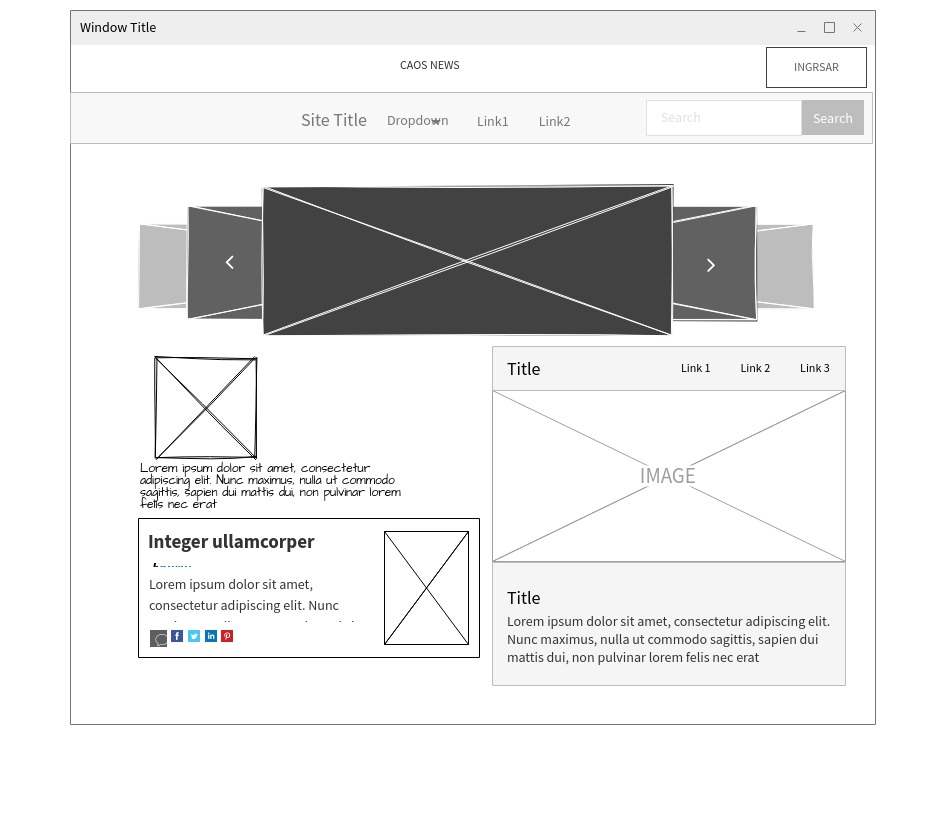 Window Title
CAOS NEWS
INGRSAR
Site Title
Dropdown
Link1
Link2
Search
Search
Title
Link 1
Link 2
Link 3
IMAGE
Lorem ipsum dolor sit amet, consectetur
adipiscing elit. Nunc maximus, nulla ut commodo
sagittis, sapien dui mattis dui, non pulvinar lorem
felis nec erat
Integer ullamcorper
Lorem ipsum dolor sit amet,
consectetur adipiscing elit. Nunc
Title
Lorem ipsum dolor sit amet, consectetur adipiscing elit.
Nunc maximus, nulla ut commodo sagittis, sapien dui
mattis dui, non pulvinar lorem felis nec erat